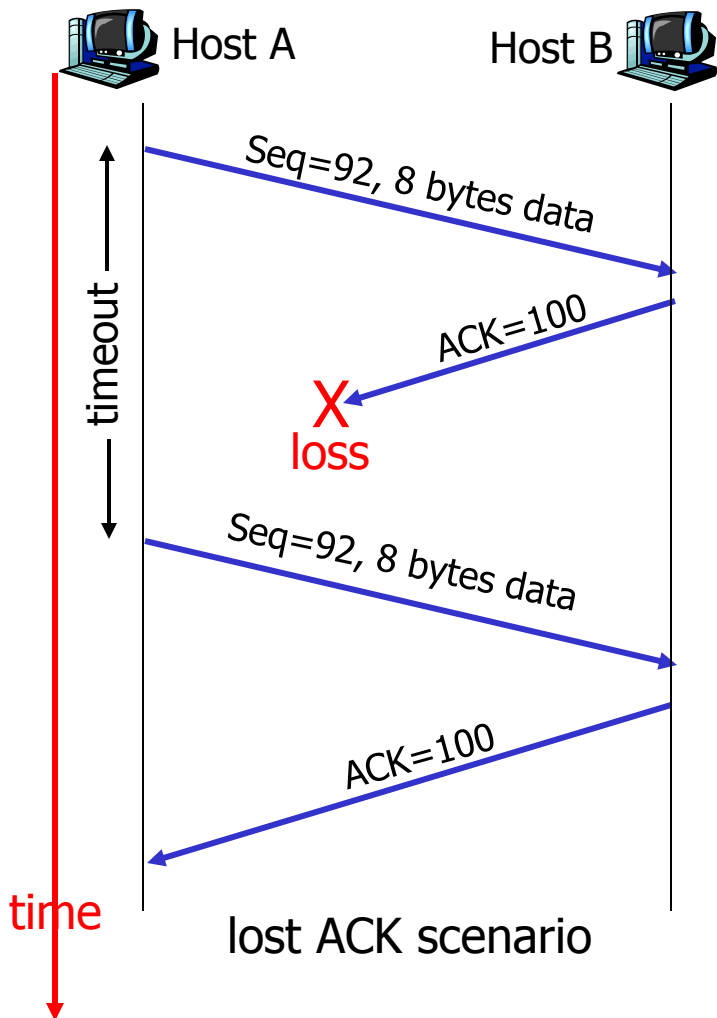 Host A
Host B
Seq=92, 8 bytes data
ACK=100
timeout
X
loss
Seq=92, 8 bytes data
ACK=100
time
lost ACK scenario